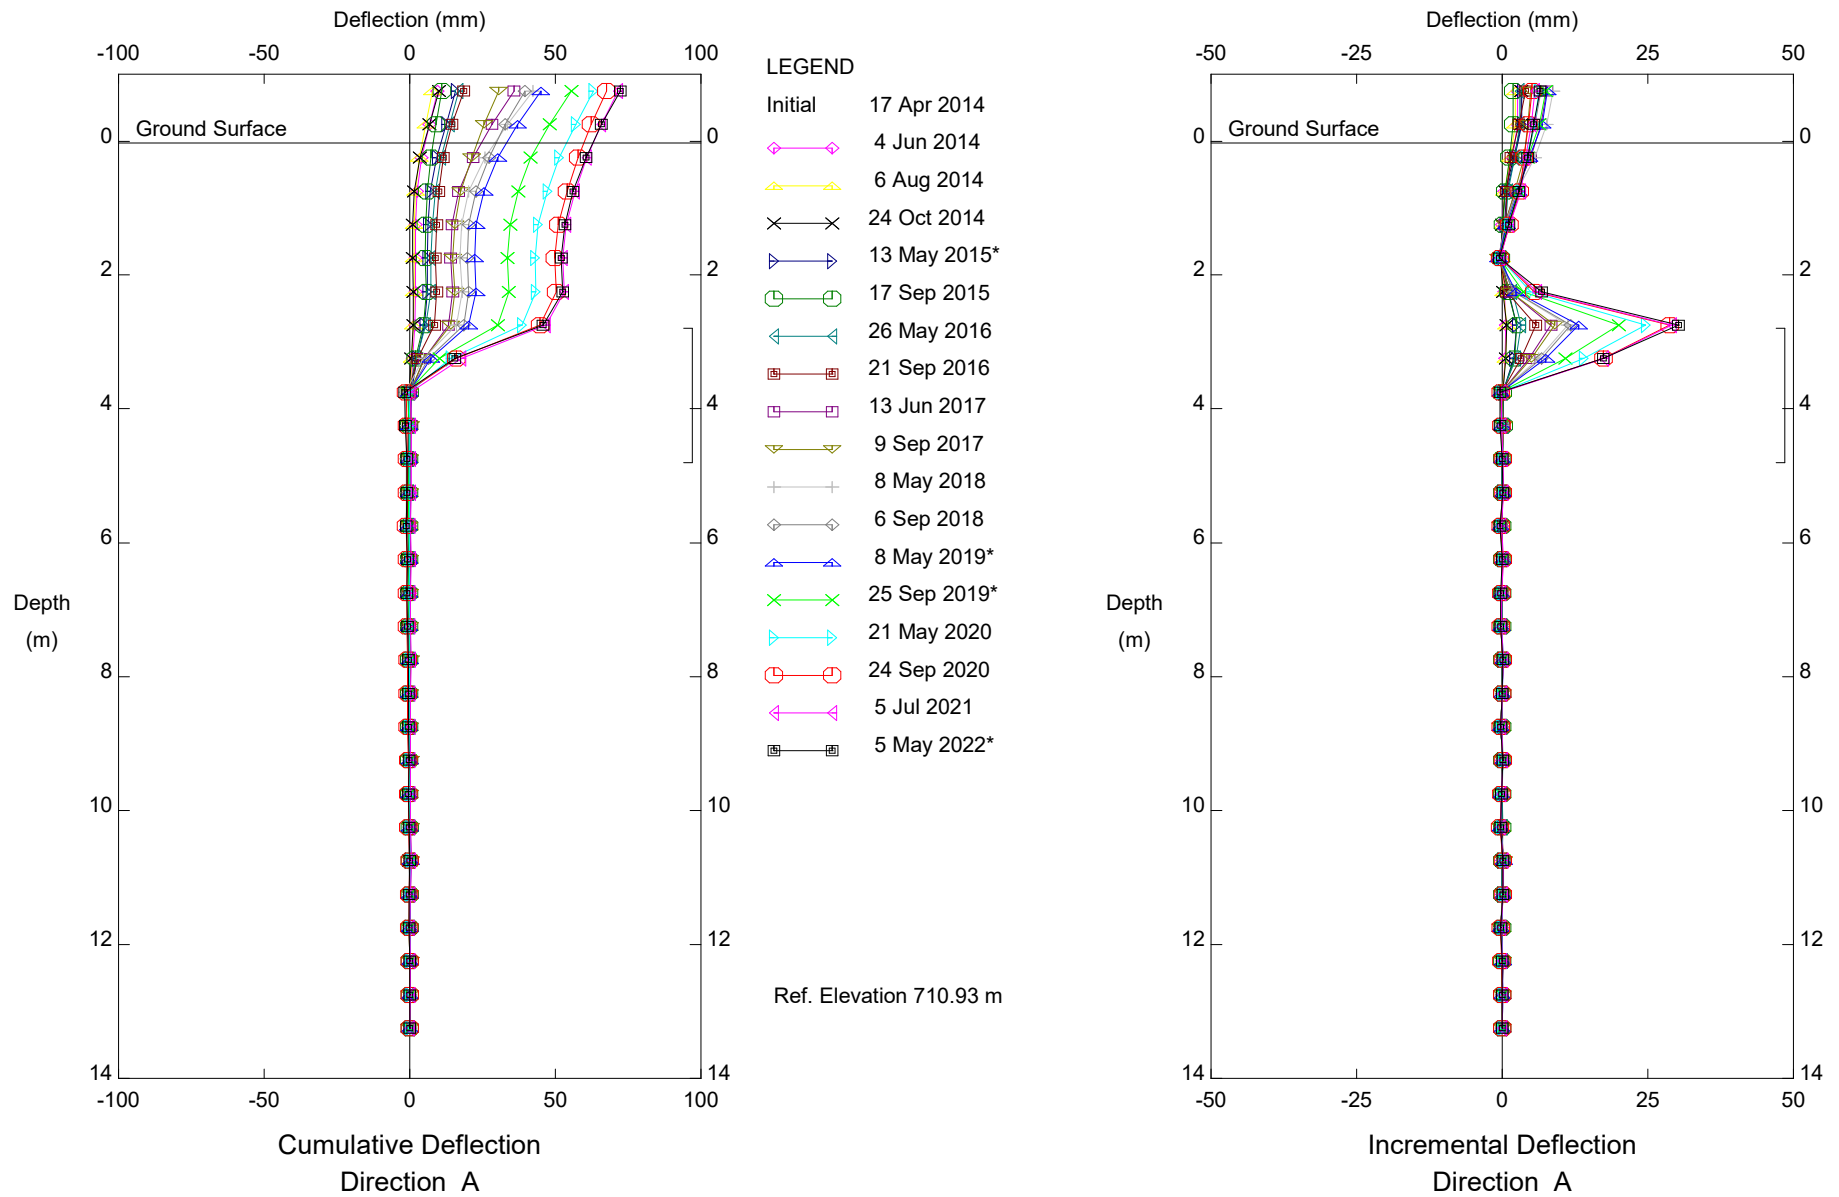 Deflection (mm)
-100 -50 0 50 100
Ground Surface
0 0
2 2
4 4
6 6
Depth
(m)
8 8
10 10
12 12
14 14
-100 -50 0 50 100
Cumulative Deflection
Direction A
LEGEND
Initial 17 Apr 2014
4 Jun 2014
6 Aug 2014
24 Oct 2014
13 May 2015*
17 Sep 2015
26 May 2016
21 Sep 2016
13 Jun 2017
9 Sep 2017
8 May 2018
6 Sep 2018
8 May 2019*
25 Sep 2019*
21 May 2020
24 Sep 2020
5 Jul 2021
5 May 2022*
Ref. Elevation 710.93 m
Deflection (mm)
-50 -25 0 25 50
Ground Surface
0 0
2 2
4 4
6 6
Depth
(m)
8 8
10 10
12 12
14 14
-50 -25 0 25 50
Incremental Deflection
Direction A